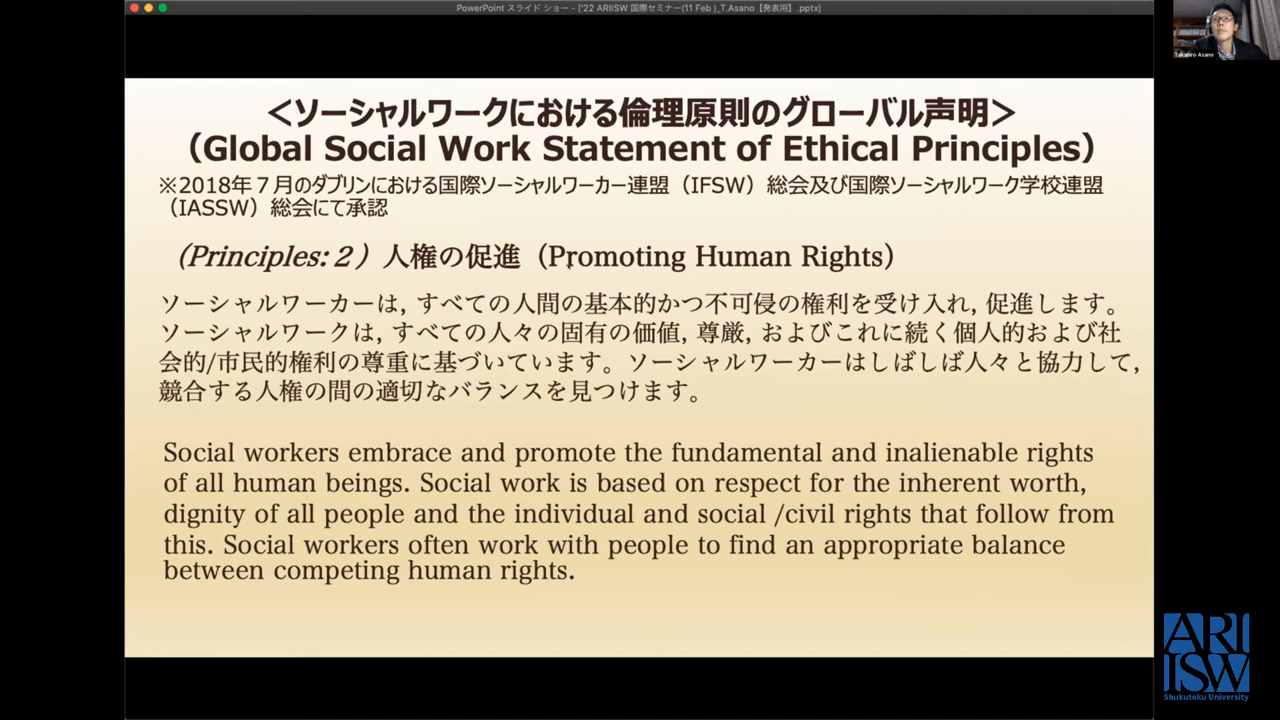 PowerPoint スライド ショー - ['22 ARIISW 国際セミナー(11 Feb )_T.Asano【発表用】.pptx]
Takahiro Asano
＜ソーシャルワークにおける倫理原則のグローバル声明＞
（Global Social Work Statement of Ethical Principles）
※2018年７月のダブリンにおける国際ソーシャルワーカー連盟（IFSW）総会及び国際ソーシャルワーク学校連盟
（IASSW）総会にて承認
（Principles:２）人権の促進（Promoting Human Rights）
ソーシャルワーカーは, すべての人間の基本的かつ不可侵の権利を受け入れ, 促進します。
ソーシャルワークは, すべての人々の固有の価値, 尊厳, およびこれに続く個人的および社
会的/市民的権利の尊重に基づいています。ソーシャルワーカーはしばしば人々と協力して,
競合する人権の間の適切なバランスを見つけます。
Social workers embrace and promote the fundamental and inalienable rights
of all human beings. Social work is based on respect for the inherent worth,
dignity of all people and the individual and social /civil rights that follow from
this. Social workers often work with people to find an appropriate balance
between competing human rights.
ARI
ISW
Shukutoku University